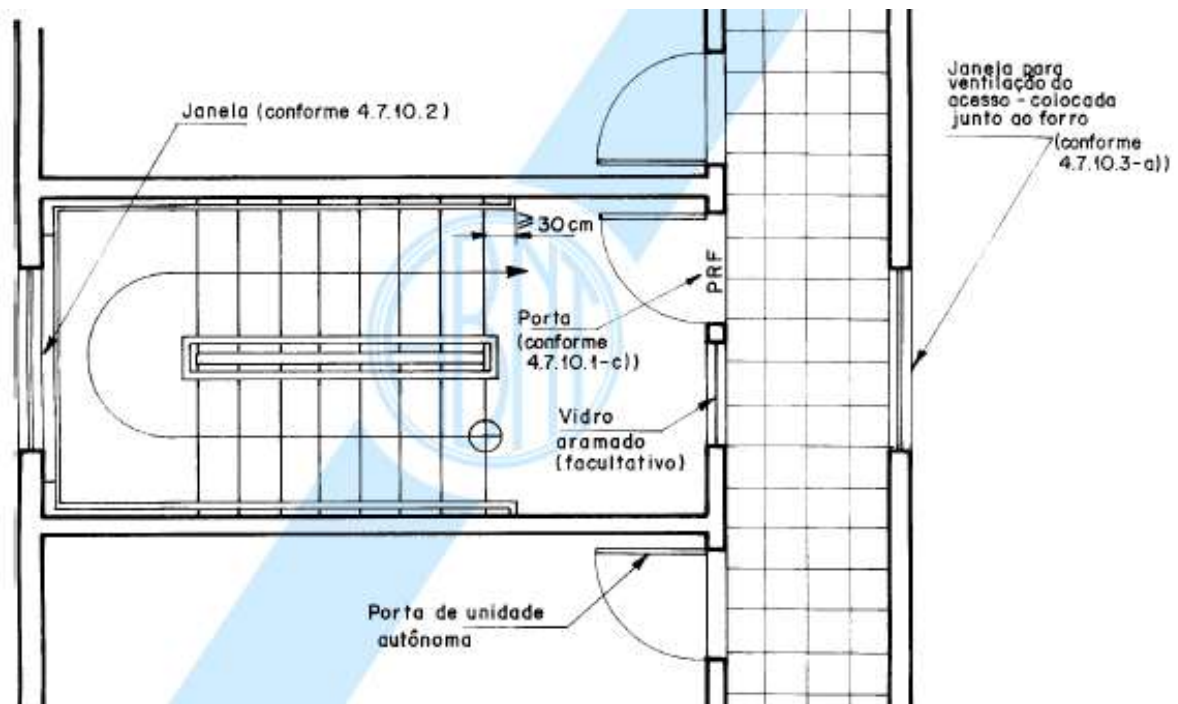 Janela (conforme 4.7.10.2)
Janela para
ventilação do
acesso - colocada
junto ao forro
(conforme
4.7.10.3-a))
≥ 30 cm
PRF
Porta
(conforme
4.7.10.1-c))
Vidro
aramado
(facultativo)
Porta de unidade
autônoma
ABNT